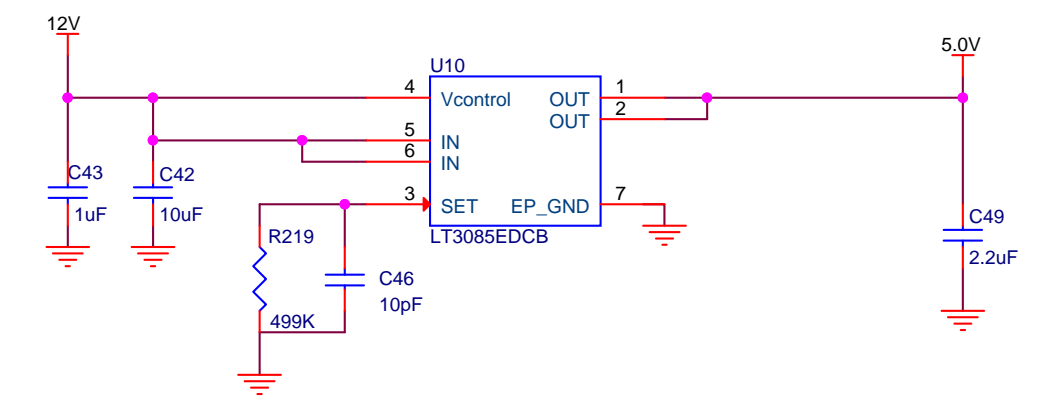 12V
5.0V
U10
4
Vcontrol
OUT
1
OUT
2
5
IN
6
IN
3
SET
EP_GND
7
LT3085EDCB
C43
1uF
C42
10uF
R219
499K
C46
10pF
C49
2.2uF